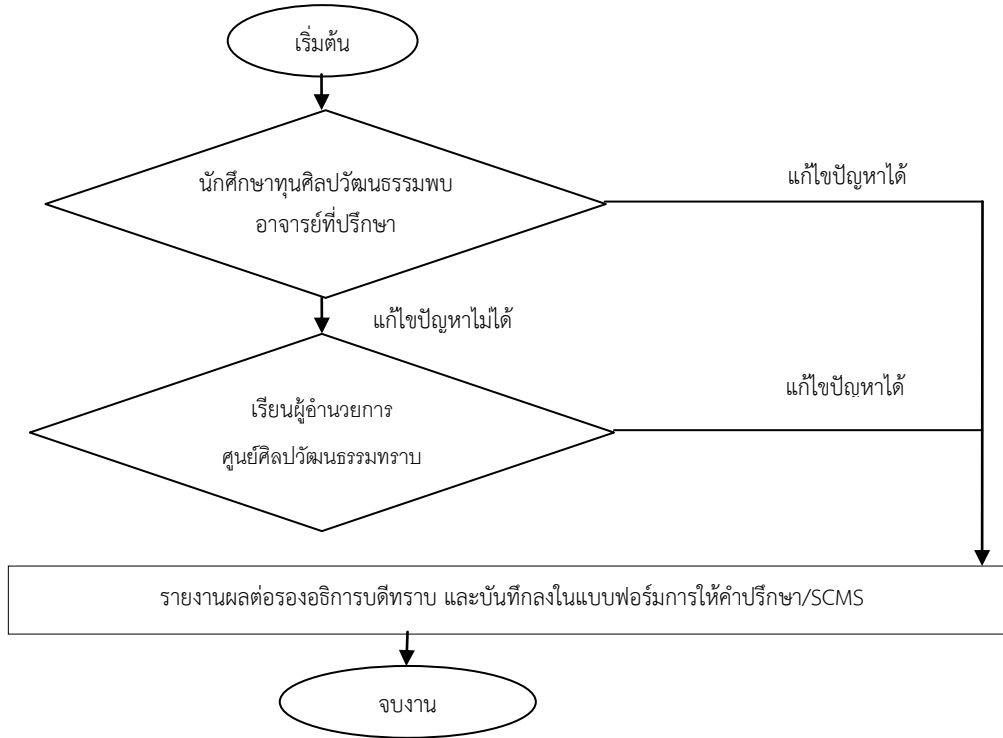 เริ่มต้น
นักศึกษาทุนศิลปวัฒนธรรมพบ
อาจารย์ที่ปรึกษา
แก้ไขปัญหาได้
แก้ไขปัญหาไม่ได้
เรียนผู้อำนวยการ
ศูนย์ศิลปวัฒนธรรมทราบ
แก้ไขปัญหาได้
รายงานผลต่อรองอธิการบดีทราบ และบันทึกลงในแบบฟอร์มการให้คำปรึกษา/SCMS
จบงาน